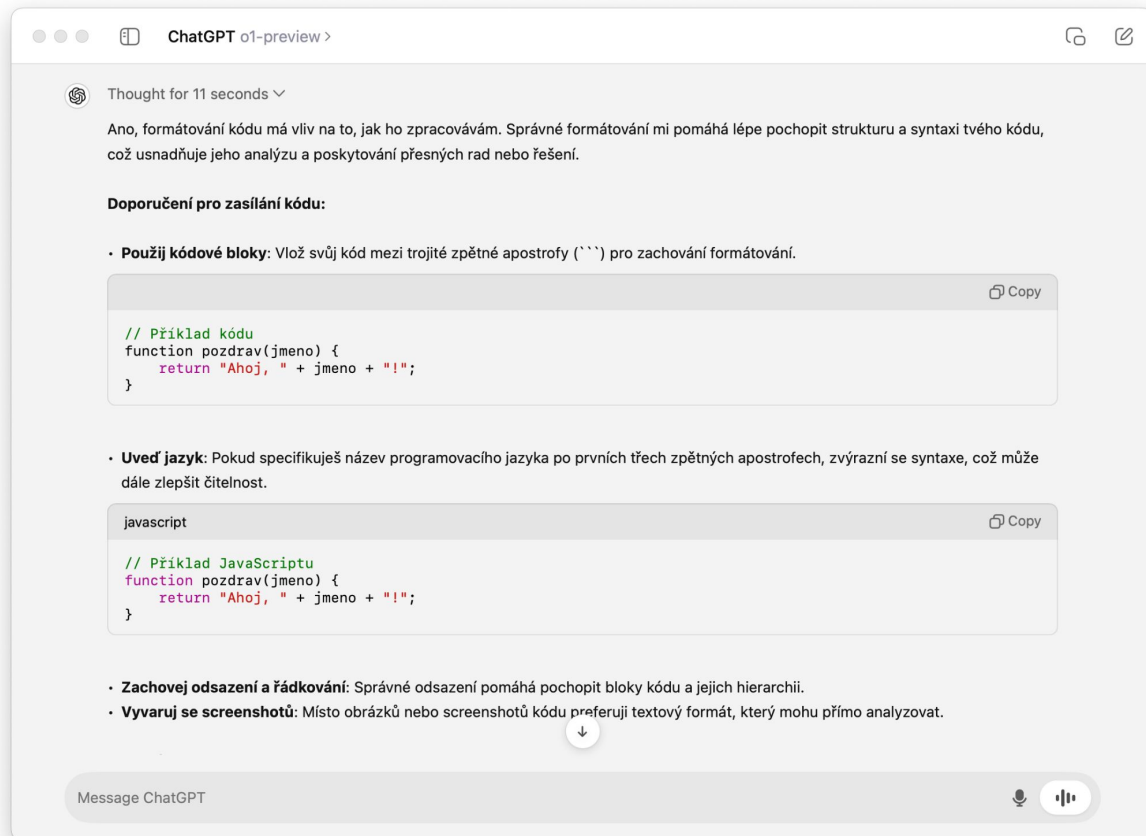 ChatGPT o1-preview >
Thought for 11 seconds
Ano, formátování kódu má vliv na to, jak ho zpracovávám. Správné formátování mi pomáhá lépe pochopit strukturu a syntaxi tvého kódu,
což usnadňuje jeho analýzu a poskytování přesných rad nebo řešení.
Doporučení pro zasílání kódu:
• Použij kódové bloky: Vlož svůj kód mezi trojité zpětné apostrofy (```) pro zachování formátování.
Copy
// Příklad kódu
function pozdrav(jmeno) {
    return "Ahoj, " + jmeno + "!";
}
• Uveď jazyk: Pokud specifikuješ název programovacího jazyka po prvních třech zpětných apostrofech, zvýrazní se syntaxe, což může
dále zlepšit čitelnost.
javascript Copy
// Příklad JavaScriptu
function pozdrav(jmeno) {
    return "Ahoj, " + jmeno + "!";
}
• Zachovej odsazení a řádkování: Správné odsazení pomáhá pochopit bloky kódu a jejich hierarchii.
• Vyvaruj se screenshotů: Místo obrázků nebo screenshotů kódu preferuji textový formát, který mohu přímo analyzovat.
Message ChatGPT